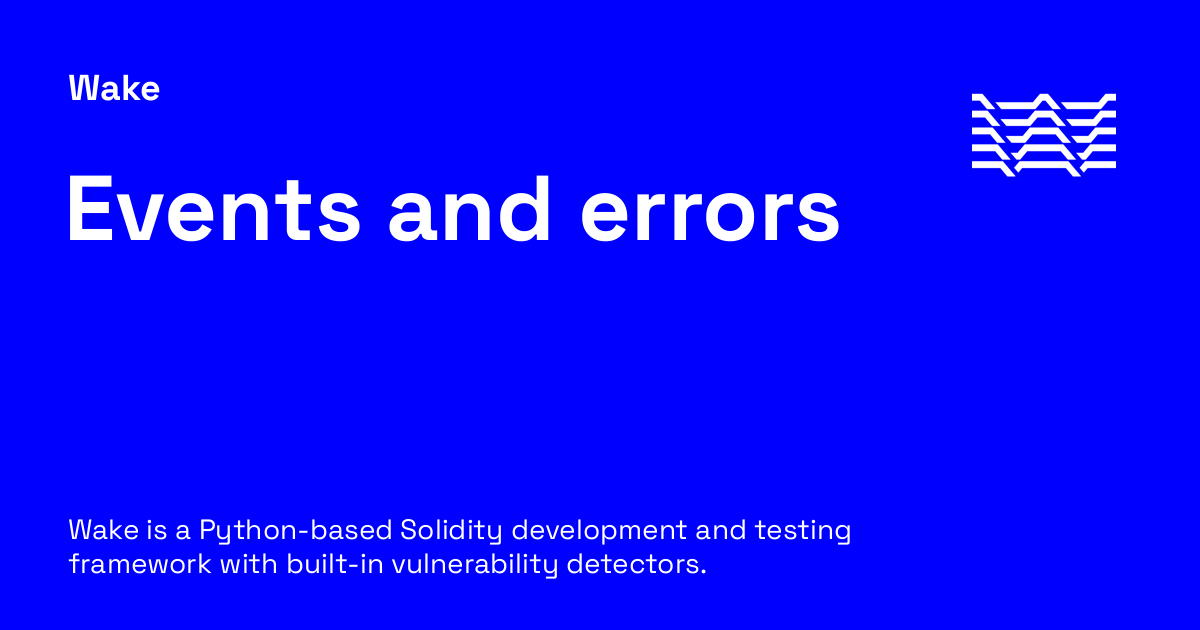 Wake
Events and errors
Wake is a Python-based Solidity development and testing
framework with built-in vulnerability detectors.